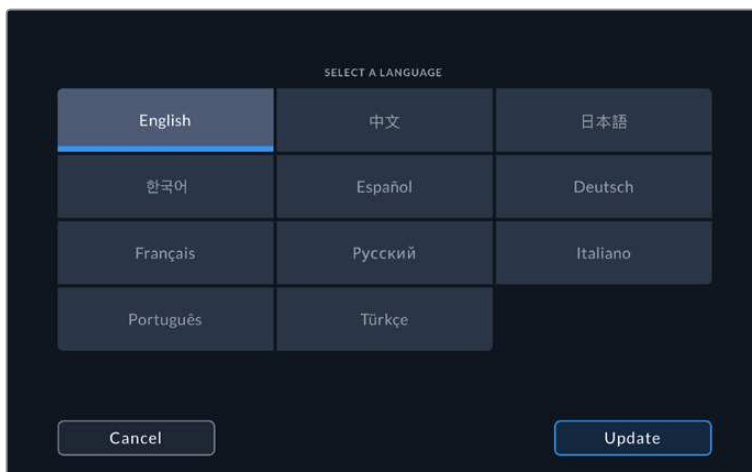 SELECT A LANGUAGE
English 中文 日本語
한국어 Español Deutsch
Français Русский Italiano
Português Türkçe
Cancel Update